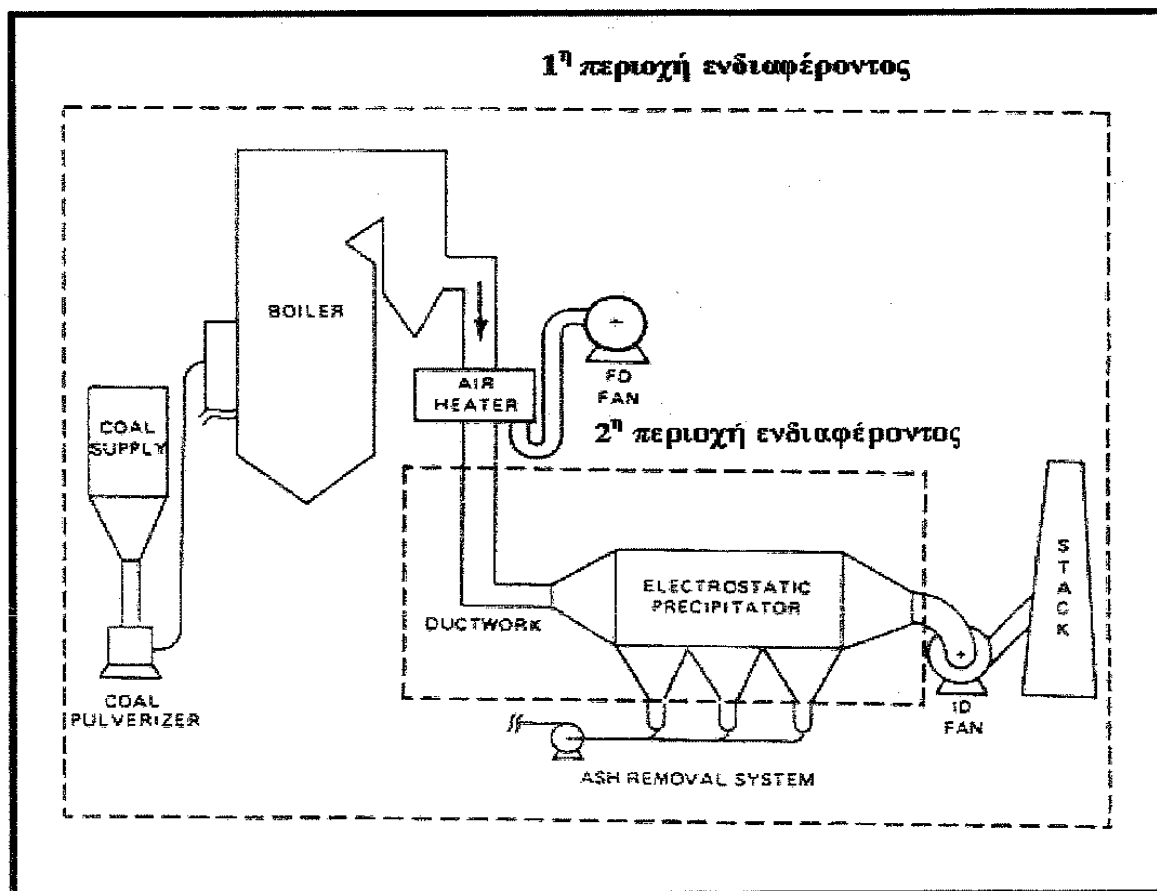 1η περιοχή ενδιαφέροντος
BOILER
FD
FAN
AIR
HEATER
COAL
SUPPLY
2η περιοχή ενδιαφέροντος
ELECTROSTATIC
PRECIPITATOR
STACK
DUCTWORK
COAL
PULVERIZER
ID
FAN
ASH REMOVAL SYSTEM